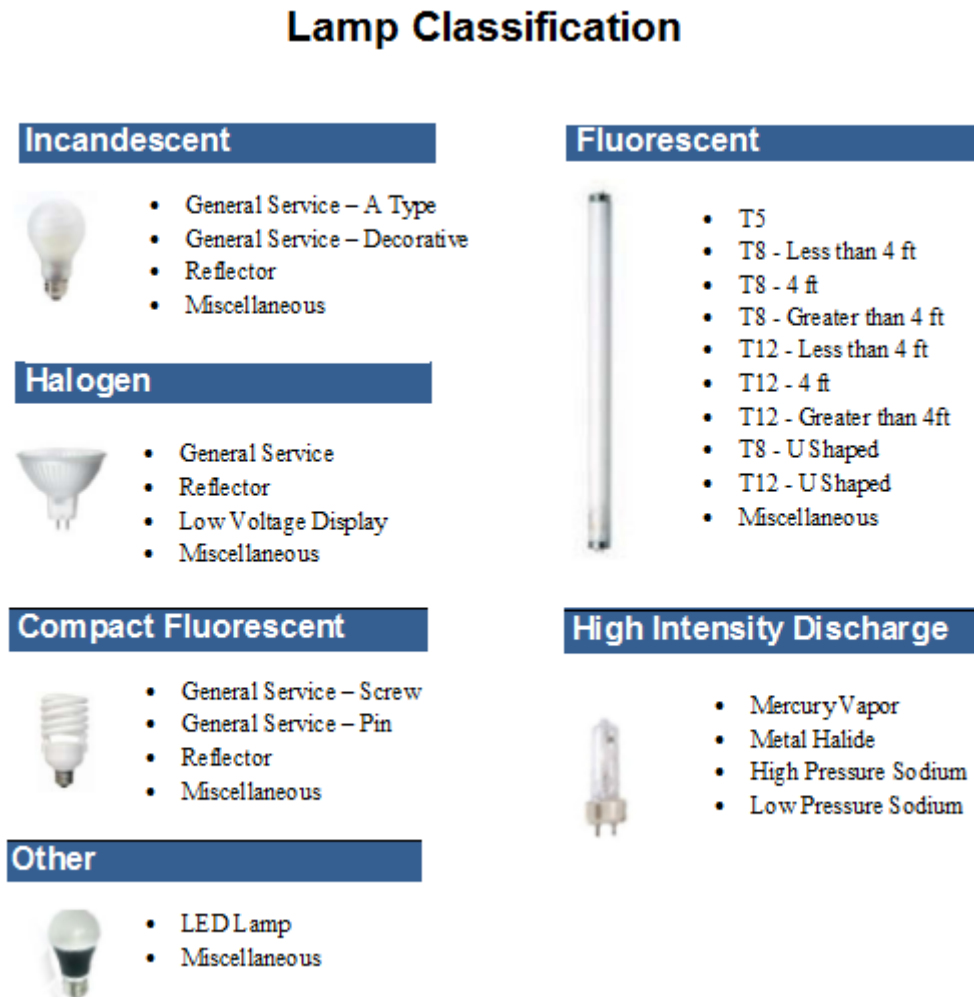 Lamp Classification
Incandescent
• General Service – A Type
• General Service – Decorative
• Reflector
• Miscellaneous
Halogen
• General Service
• Reflector
• Low Voltage Display
• Miscellaneous
Compact Fluorescent
• General Service – Screw
• General Service – Pin
• Reflector
• Miscellaneous
Other
• LED Lamp
• Miscellaneous
Fluorescent
• T5
• T8 - Less than 4 ft
• T8 - 4 ft
• T8 - Greater than 4 ft
• T12 - Less than 4 ft
• T12 - 4 ft
• T12 - Greater than 4ft
• T8 - U Shaped
• T12 - U Shaped
• Miscellaneous
High Intensity Discharge
• Mercury Vapor
• Metal Halide
• High Pressure Sodium
• Low Pressure Sodium